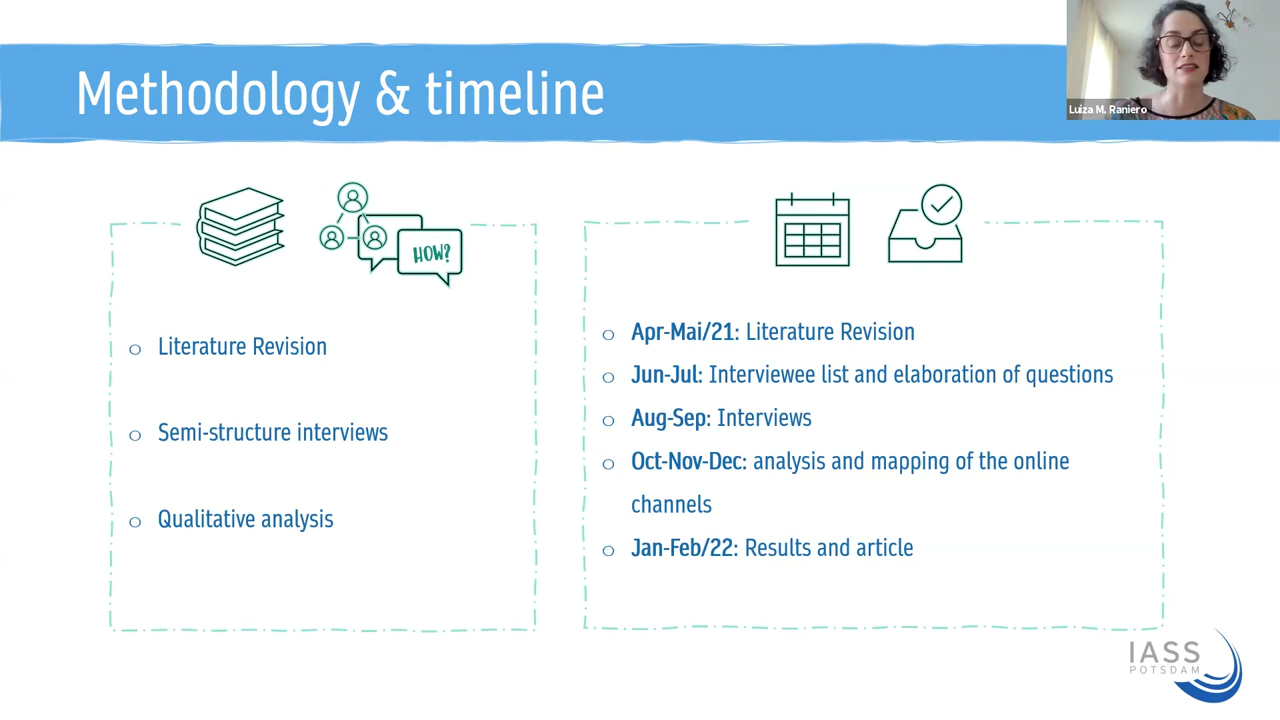 Methodology & timeline
Luiza M. Raniero
HOW?
Literature Revision
Semi-structure interviews
Qualitative analysis
Apr-Mai/21: Literature Revision
Jun-Jul: Interviewee list and elaboration of questions
Aug-Sep: Interviews
Oct-Nov-Dec: analysis and mapping of the online
channels
Jan-Feb/22: Results and article
IASS
POTSDAM